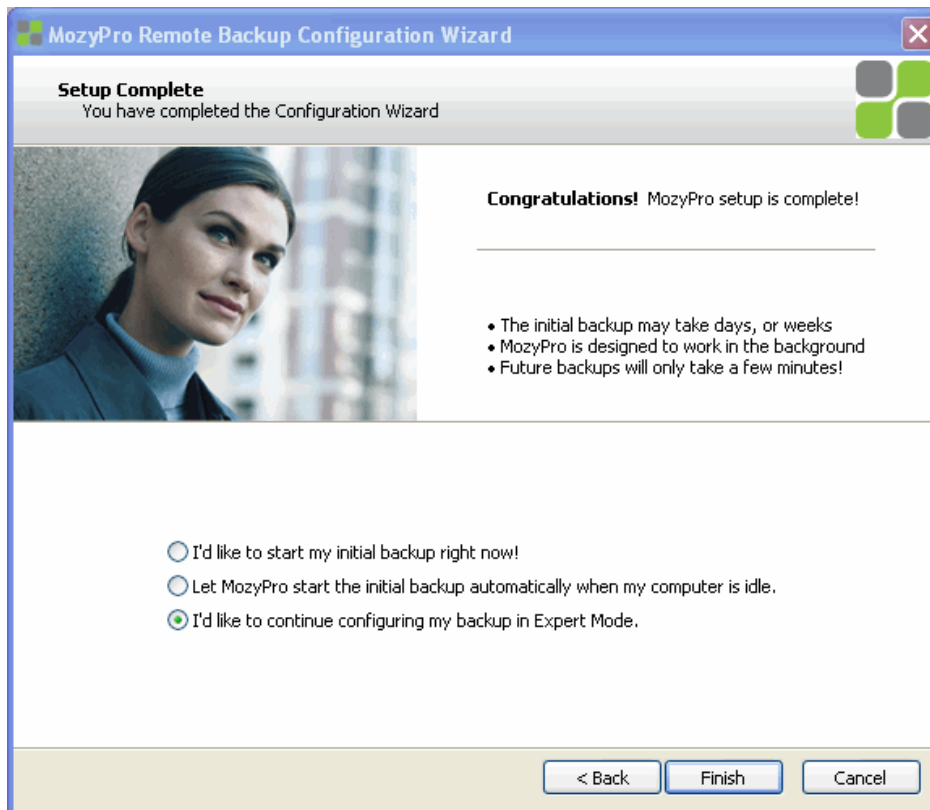 MozyPro Remote Backup Configuration Wizard
Setup Complete
You have completed the Configuration Wizard
Congratulations! MozyPro setup is complete!
• The initial backup may take days, or weeks
• MozyPro is designed to work in the background
• Future backups will only take a few minutes!
I'd like to start my initial backup right now!
Let MozyPro start the initial backup automatically when my computer is idle.
I'd like to continue configuring my backup in Expert Mode.
< Back Finish Cancel